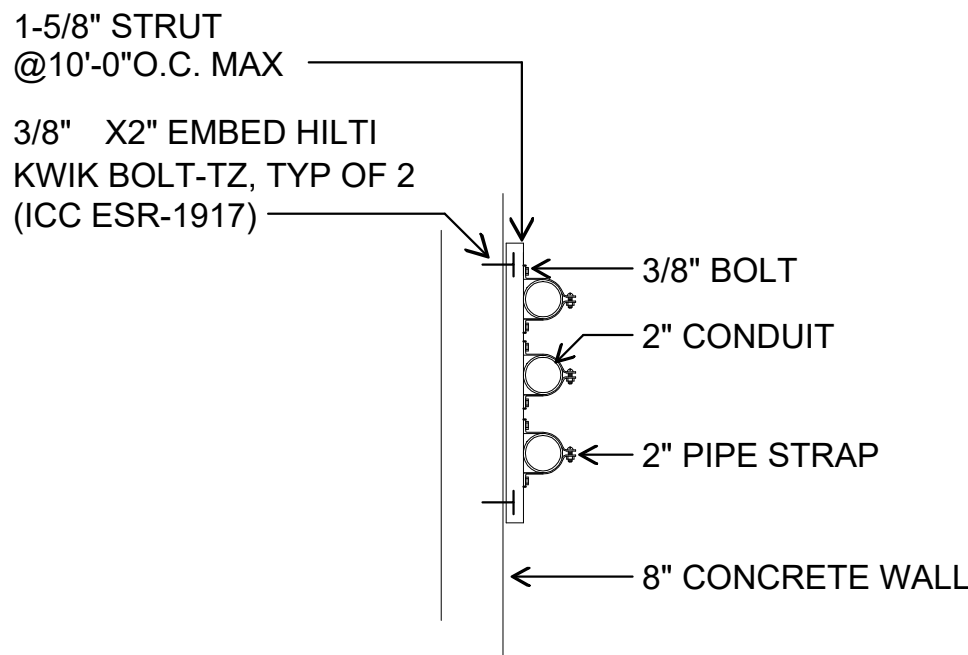 1-5/8" STRUT
@10'-0"O.C. MAX
3/8" X2" EMBED HILTI
KWIK BOLT-TZ, TYP OF 2
(ICC ESR-1917)
3/8" BOLT
2" CONDUIT
2" PIPE STRAP
8" CONCRETE WALL